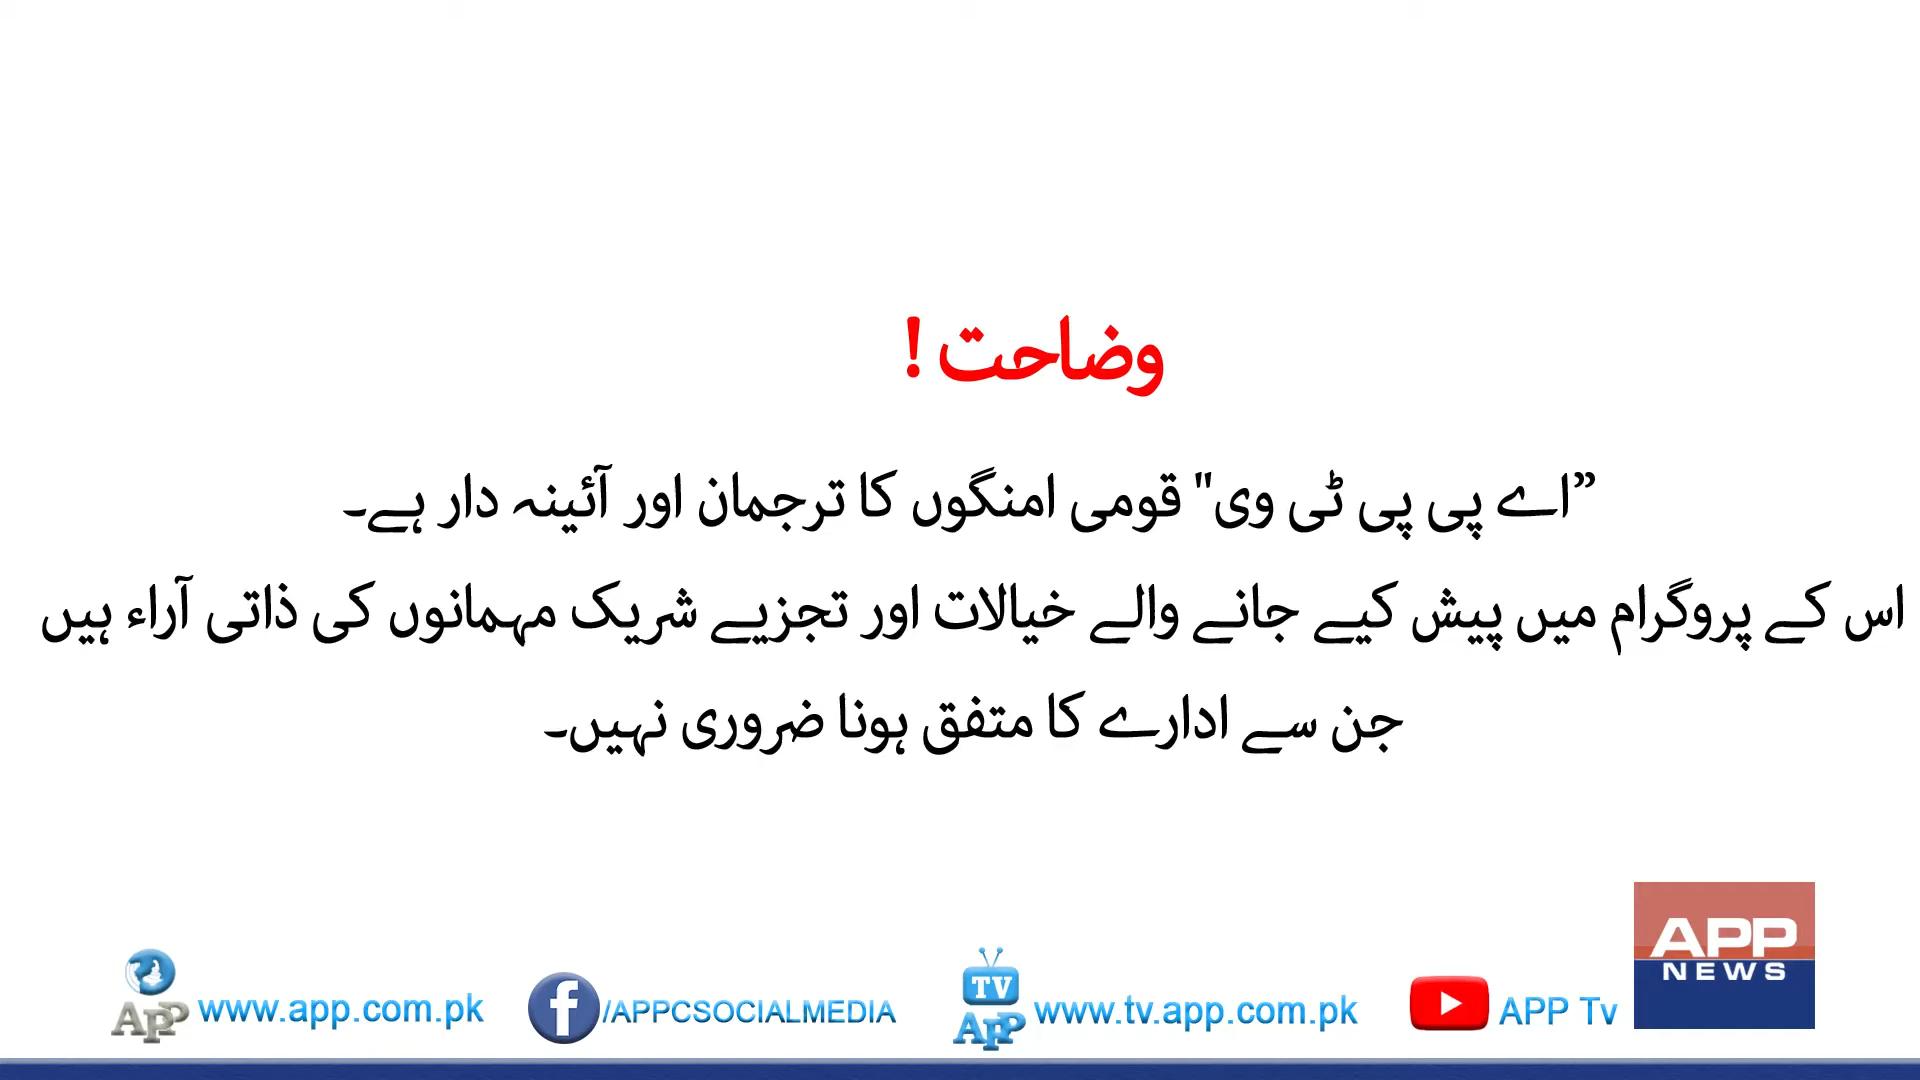 وضاحت !
”اے پی پی ٹی وی" قومی امنگوں کا ترجمان اور آئینہ دار ہے۔
اس کے پروگرام میں پیش کیے جانے والے خیالات اور تجزیے شریک مہمانوں کی ذاتی آراء ہیں
جن سے ادارے کا متفق ہونا ضروری نہیں۔
APP
NEWS
APP www.app.com.pk
f /APPCSOCIALMEDIA
TV
APP www.tv.app.com.pk
APP Tv